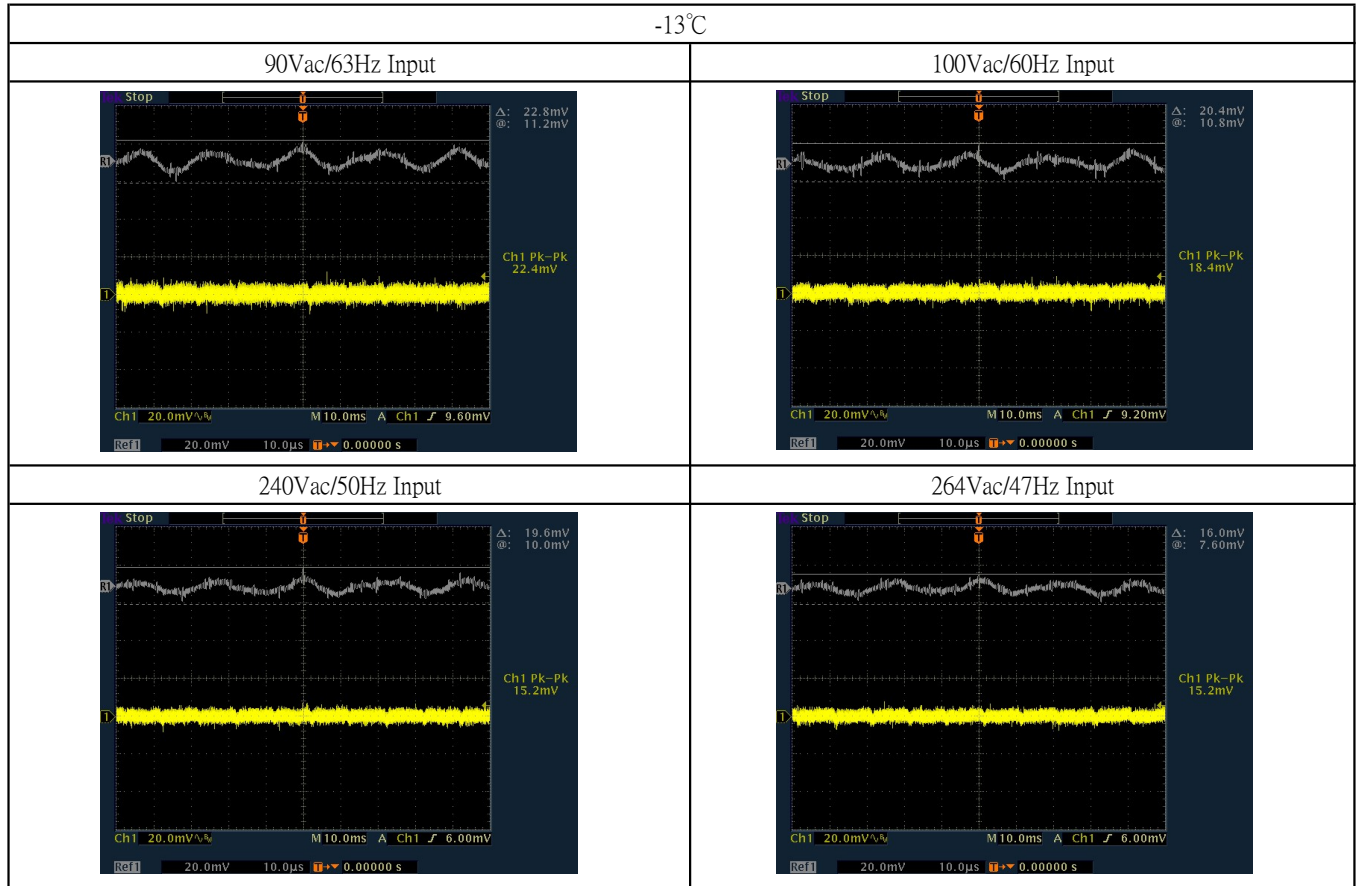 -13℃
90Vac/63Hz Input
100Vac/60Hz Input
Stop
Δ: 22.8mV
@: 11.2mV
R1
Ch1 Pk-Pk
22.4mV
1
Ch1 20.0mV M 10.0ms A Ch1 9.60mV
Ref1 20.0mV 10.0µs T 0.00000 s
Stop
Δ: 20.4mV
@: 10.8mV
R1
Ch1 Pk-Pk
18.4mV
1
Ch1 20.0mV M 10.0ms A Ch1 9.20mV
Ref1 20.0mV 10.0µs T 0.00000 s
240Vac/50Hz Input
264Vac/47Hz Input
Stop
Δ: 19.6mV
@: 10.0mV
R1
Ch1 Pk-Pk
15.2mV
1
Ch1 20.0mV M 10.0ms A Ch1 6.00mV
Ref1 20.0mV 10.0µs T 0.00000 s
Stop
Δ: 16.0mV
@: 7.60mV
R1
Ch1 Pk-Pk
15.2mV
1
Ch1 20.0mV M 10.0ms A Ch1 6.00mV
Ref1 20.0mV 10.0µs T 0.00000 s